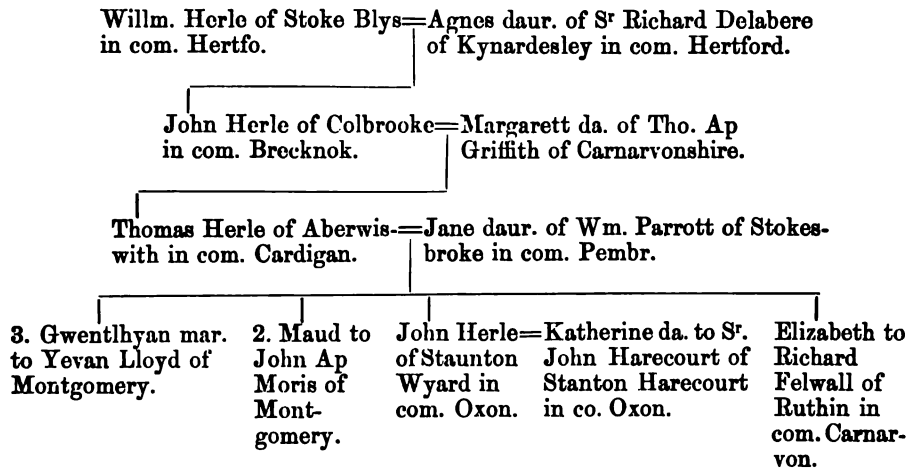 Willm. Herle of Stoke Blys=Agnes daur. of Sr Richard Delabere
in com. Hertfo. of Kynardesley in com. Hertford.
John Herle of Colbrooke=Margarett da. of Tho. Ap
in com. Brecknok. Griffith of Carnarvonshire.
Thomas Herle of Aberwis-=Jane daur. of Wm. Parrott of Stokes-
with in com. Cardigan. broke in com. Pembr.
3. Gwentlhyan mar.
to Yevan Lloyd of
Montgomery.
2. Maud to
John Ap
Moris of
Mont-
gomery.
John Herle=Katherine da. to Sr.
of Staunton John Harecourt of
Wyard in Stanton Harecourt
com. Oxon. in co. Oxon.
Elizabeth to
Richard
Felwall of
Ruthin in
com. Carnar-
von.